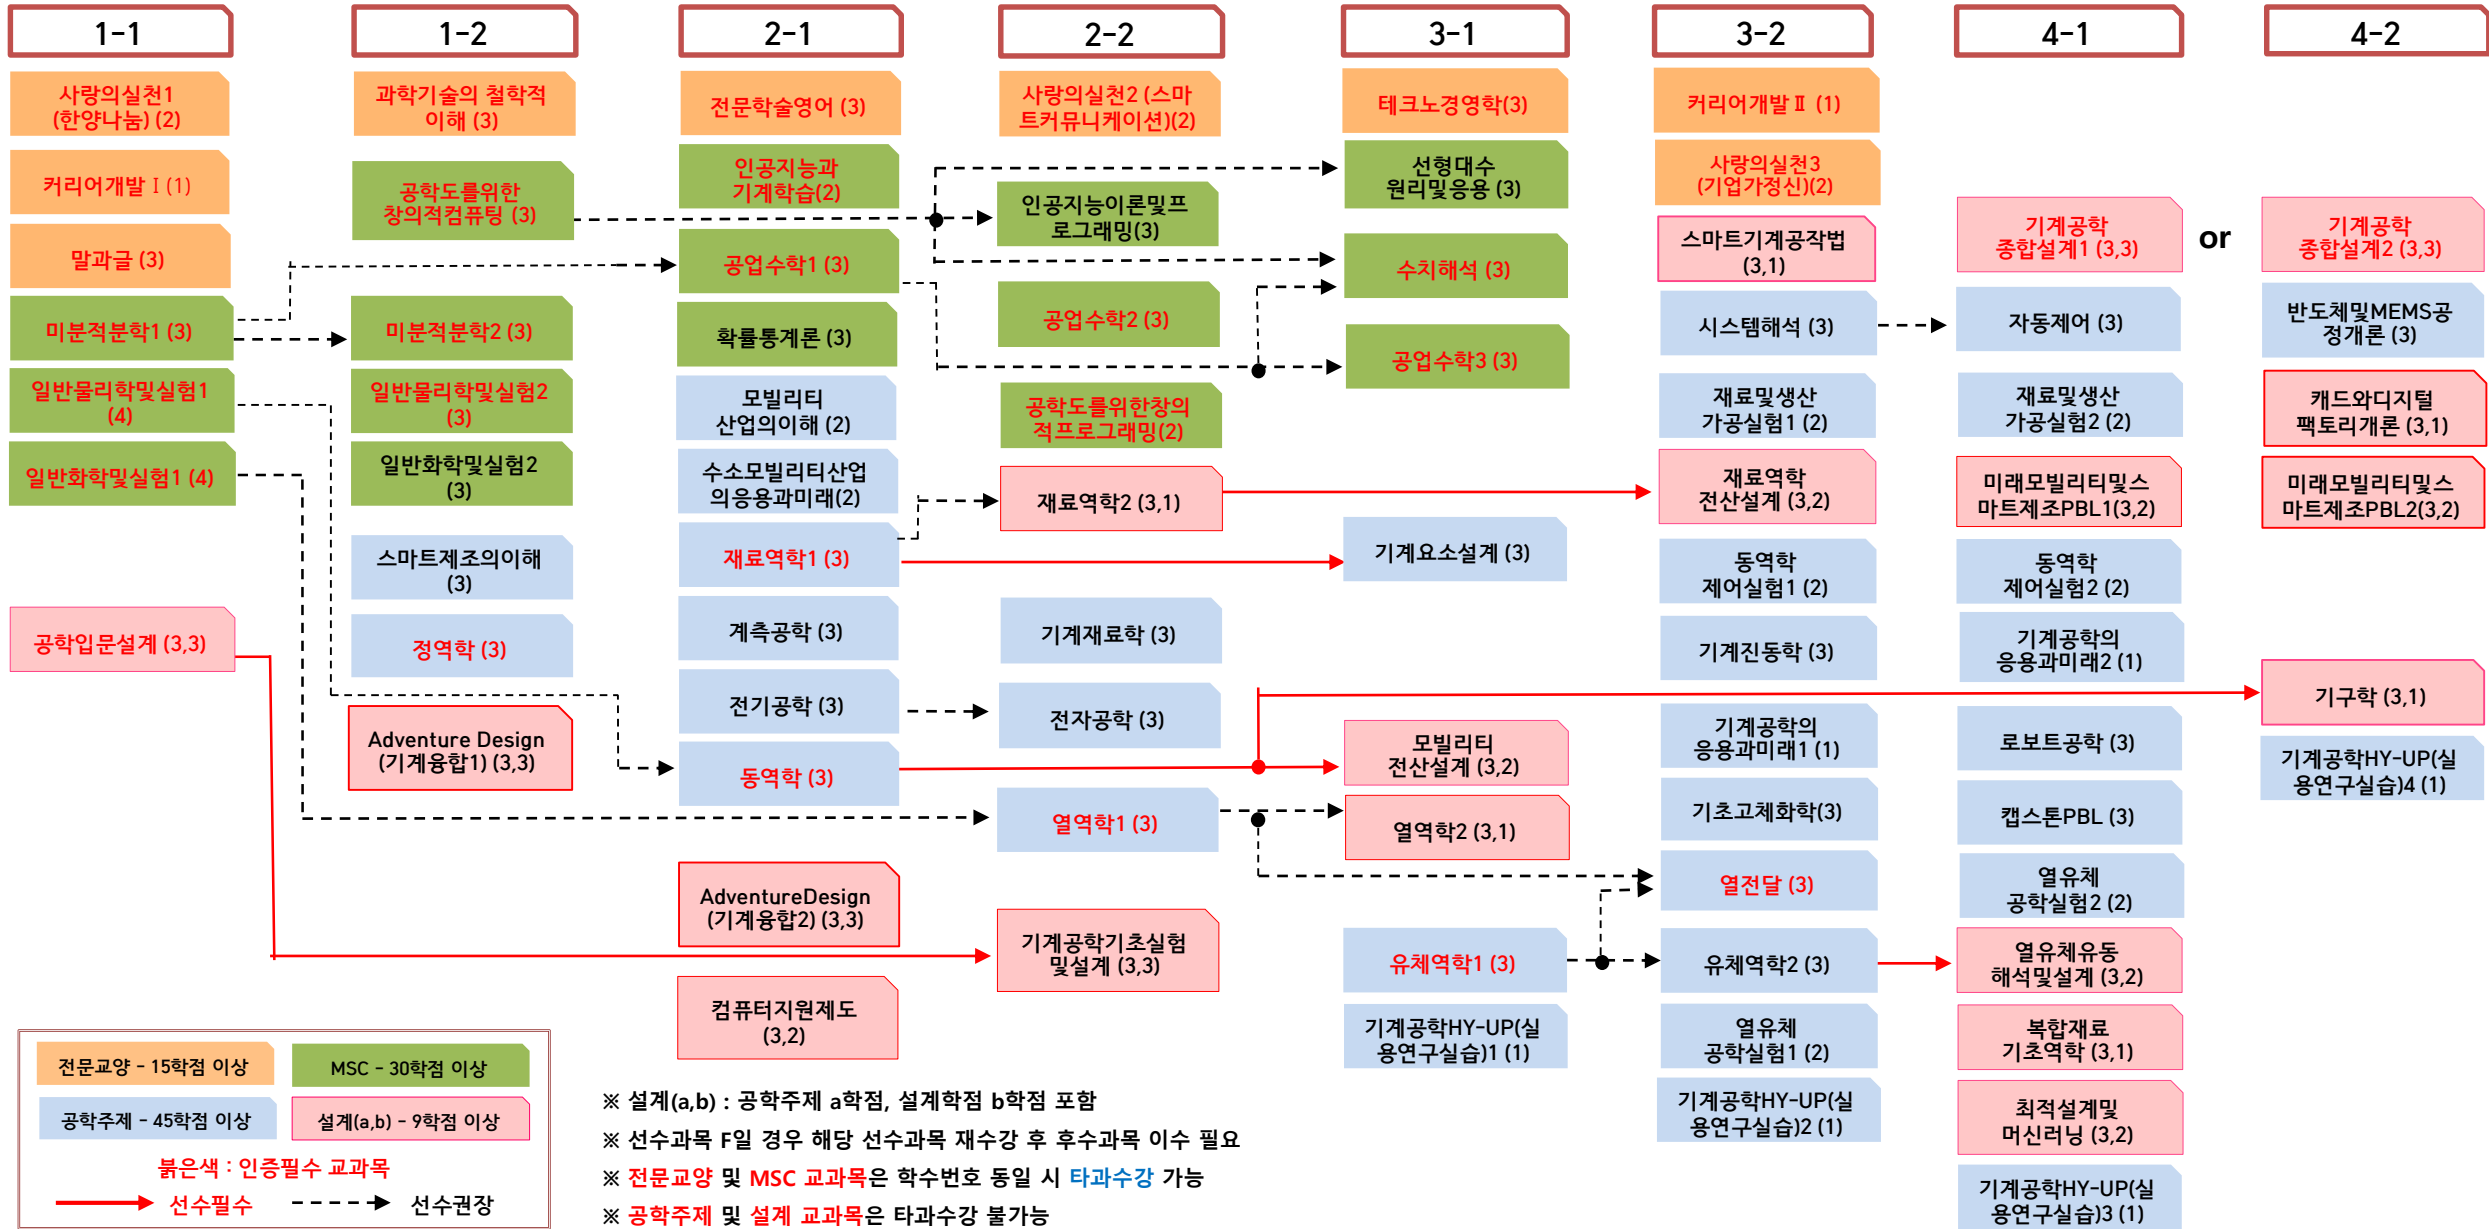 1-1
1-2
2-1
2-2
3-1
3-2
4-1
4-2
사랑의실천1
(한양나눔) (2)
커리어개발 Ⅰ (1)
말과글 (3)
미분적분학1 (3)
일반물리학및실험1
(4)
일반화학및실험1 (4)
공학입문설계 (3,3)
과학기술의 철학적
이해 (3)
공학도를위한
창의적컴퓨팅 (3)
미분적분학2 (3)
일반물리학및실험2
(3)
일반화학및실험2
(3)
스마트제조의이해
(3)
정역학 (3)
Adventure Design
(기계융합1) (3,3)
전문학술영어 (3)
인공지능과
기계학습(2)
공업수학1 (3)
확률통계론 (3)
모빌리티
산업의이해 (2)
수소모빌리티산업
의응용과미래(2)
재료역학1 (3)
계측공학 (3)
전기공학 (3)
동역학 (3)
AdventureDesign
(기계융합2) (3,3)
컴퓨터지원제도
(3,2)
사랑의실천2 (스마
트커뮤니케이션)(2)
인공지능이론및프
로그래밍(3)
공업수학2 (3)
공학도를위한창의
적프로그래밍(2)
재료역학2 (3,1)
기계재료학 (3)
전자공학 (3)
열역학1 (3)
기계공학기초실험
및설계 (3,3)
테크노경영학(3)
선형대수
원리및응용 (3)
수치해석 (3)
공업수학3 (3)
기계요소설계 (3)
모빌리티
전산설계 (3,2)
열역학2 (3,1)
유체역학1 (3)
기계공학HY-UP(실
용연구실습)1 (1)
커리어개발 Ⅱ (1)
사랑의실천3
(기업가정신)(2)
스마트기계공작법
(3,1)
시스템해석 (3)
재료및생산
가공실험1 (2)
재료역학
전산설계 (3,2)
동역학
제어실험1 (2)
기계진동학 (3)
기계공학의
응용과미래1 (1)
기초고체화학(3)
열전달 (3)
유체역학2 (3)
열유체
공학실험1 (2)
기계공학HY-UP(실
용연구실습)2 (1)
기계공학
종합설계1 (3,3)
or
자동제어 (3)
재료및생산
가공실험2 (2)
미래모빌리티및스
마트제조PBL1(3,2)
동역학
제어실험2 (2)
기계공학의
응용과미래2 (1)
로보트공학 (3)
캡스톤PBL (3)
열유체
공학실험2 (2)
열유체유동
해석및설계 (3,2)
복합재료
기초역학 (3,1)
최적설계및
머신러닝 (3,2)
기계공학HY-UP(실
용연구실습)3 (1)
기계공학
종합설계2 (3,3)
반도체및MEMS공
정개론 (3)
캐드와디지털
팩토리개론 (3,1)
미래모빌리티및스
마트제조PBL2(3,2)
기구학 (3,1)
기계공학HY-UP(실
용연구실습)4 (1)
전문교양 - 15학점 이상
MSC - 30학점 이상
공학주제 - 45학점 이상
설계(a,b) - 9학점 이상
붉은색 : 인증필수 교과목
선수필수
선수권장
※ 설계(a,b) : 공학주제 a학점, 설계학점 b학점 포함
※ 선수과목 F일 경우 해당 선수과목 재수강 후 후수과목 이수 필요
※ 전문교양 및 MSC 교과목은 학수번호 동일 시 타과수강 가능
※ 공학주제 및 설계 교과목은 타과수강 불가능